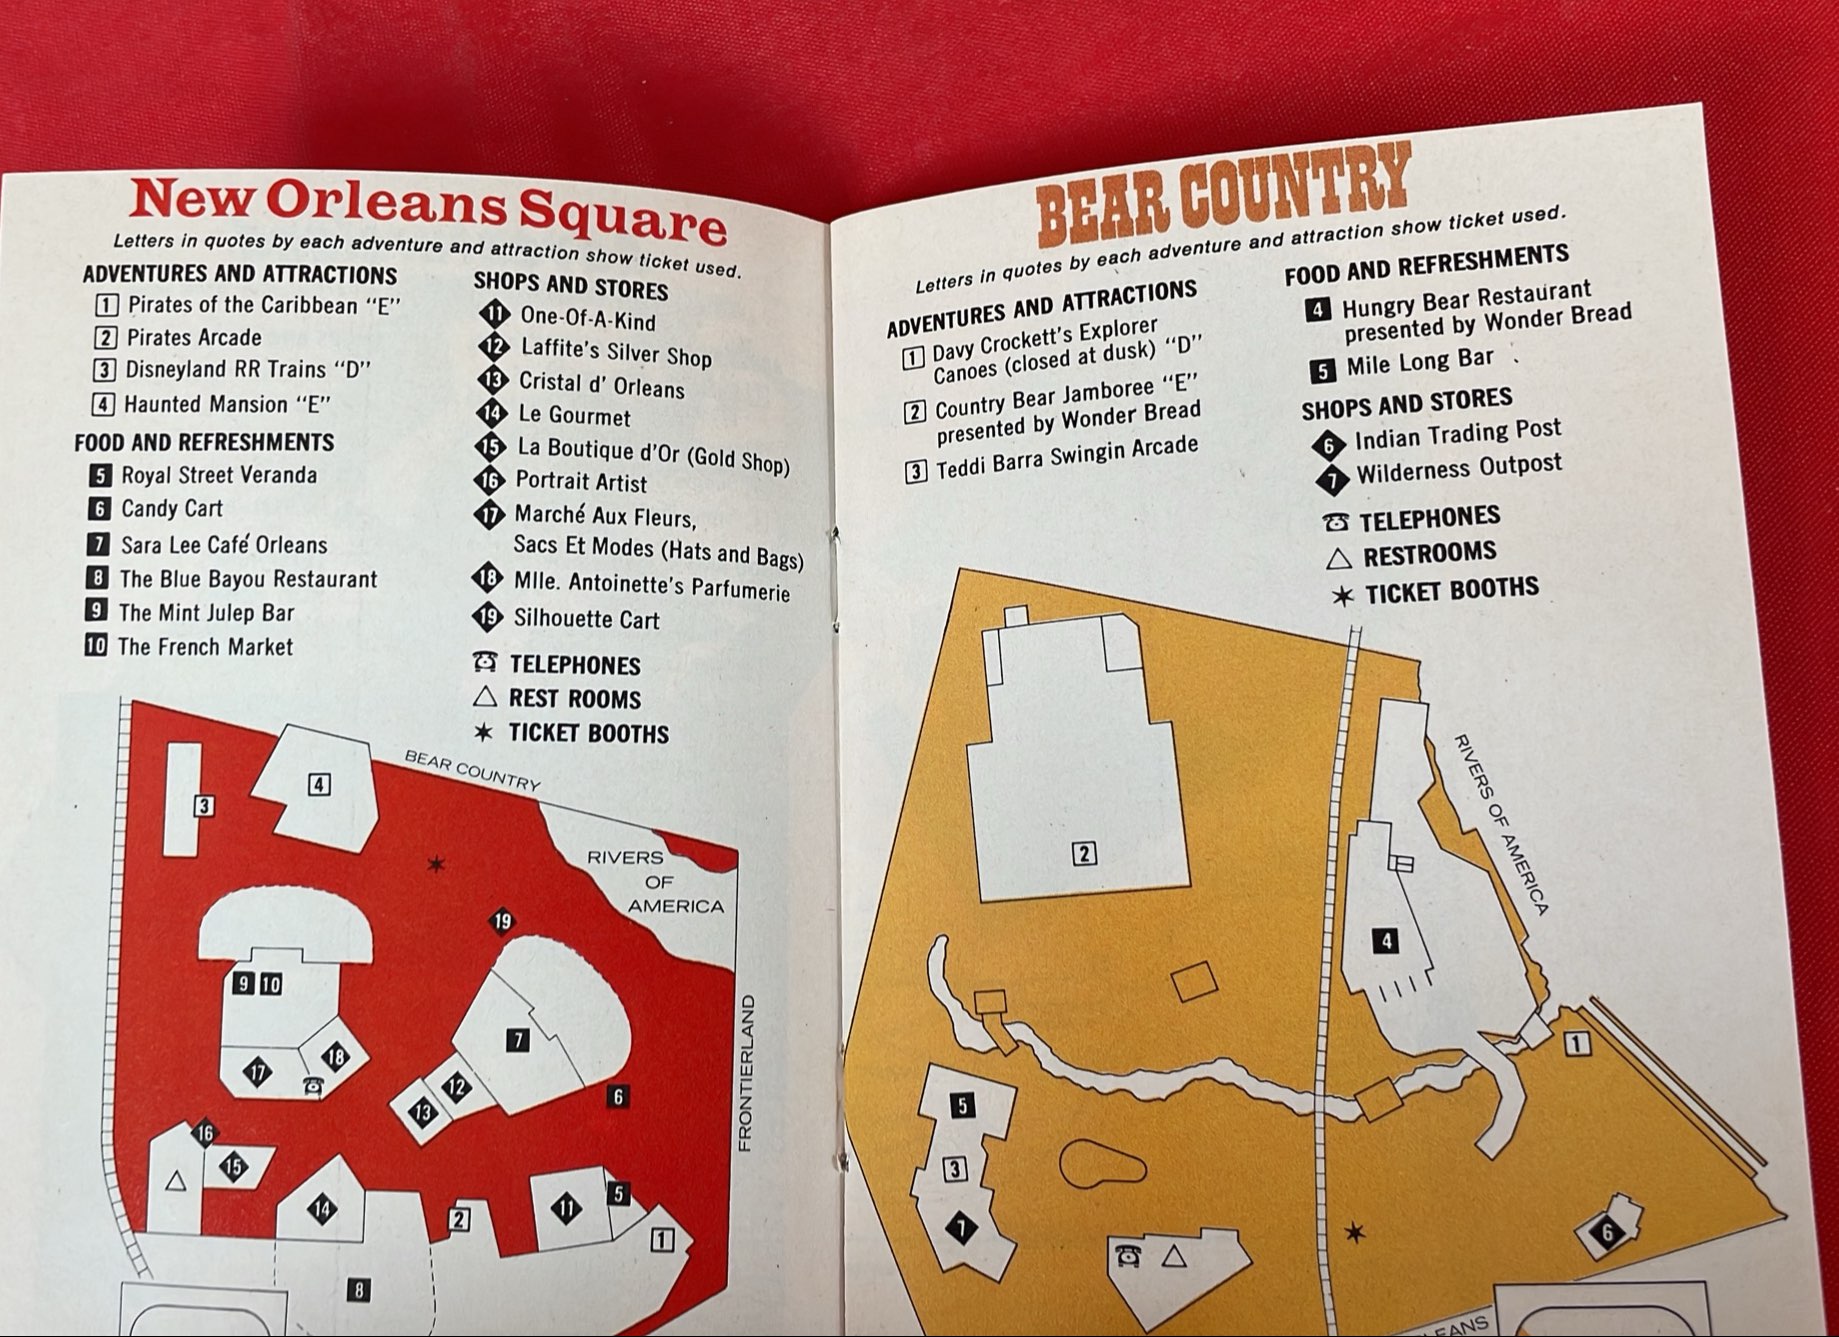 New Orleans Square
Letters in quotes by each adventure and attraction show ticket used.
ADVENTURES AND ATTRACTIONS
1 Pirates of the Caribbean “E”
2 Pirates Arcade
3 Disneyland RR Trains “D”
4 Haunted Mansion “E”
FOOD AND REFRESHMENTS
5 Royal Street Veranda
6 Candy Cart
7 Sara Lee Café Orleans
8 The Blue Bayou Restaurant
9 The Mint Julep Bar
10 The French Market
SHOPS AND STORES
11 One-Of-A-Kind
12 Laffite's Silver Shop
13 Cristal d' Orleans
14 Le Gourmet
15 La Boutique d'Or (Gold Shop)
16 Portrait Artist
17 Marché Aux Fleurs,
Sacs Et Modes (Hats and Bags)
18 Mlle. Antoinette's Parfumerie
19 Silhouette Cart
TELEPHONES
REST ROOMS
TICKET BOOTHS
BEAR COUNTRY
4
3
RIVERS
OF
AMERICA
19
9 10
7
18
17
12
13
6
FRONTIERLAND
16
15
14
2
11
5
1
8
BEAR COUNTRY
Letters in quotes by each adventure and attraction show ticket used.
ADVENTURES AND ATTRACTIONS
1 Davy Crockett's Explorer
Canoes (closed at dusk) “D”
2 Country Bear Jamboree “E”
presented by Wonder Bread
3 Teddi Barra Swingin Arcade
FOOD AND REFRESHMENTS
4 Hungry Bear Restaurant
presented by Wonder Bread
5 Mile Long Bar
SHOPS AND STORES
6 Indian Trading Post
7 Wilderness Outpost
TELEPHONES
RESTROOMS
TICKET BOOTHS
RIVERS OF AMERICA
2
4
1
5
3
7
6